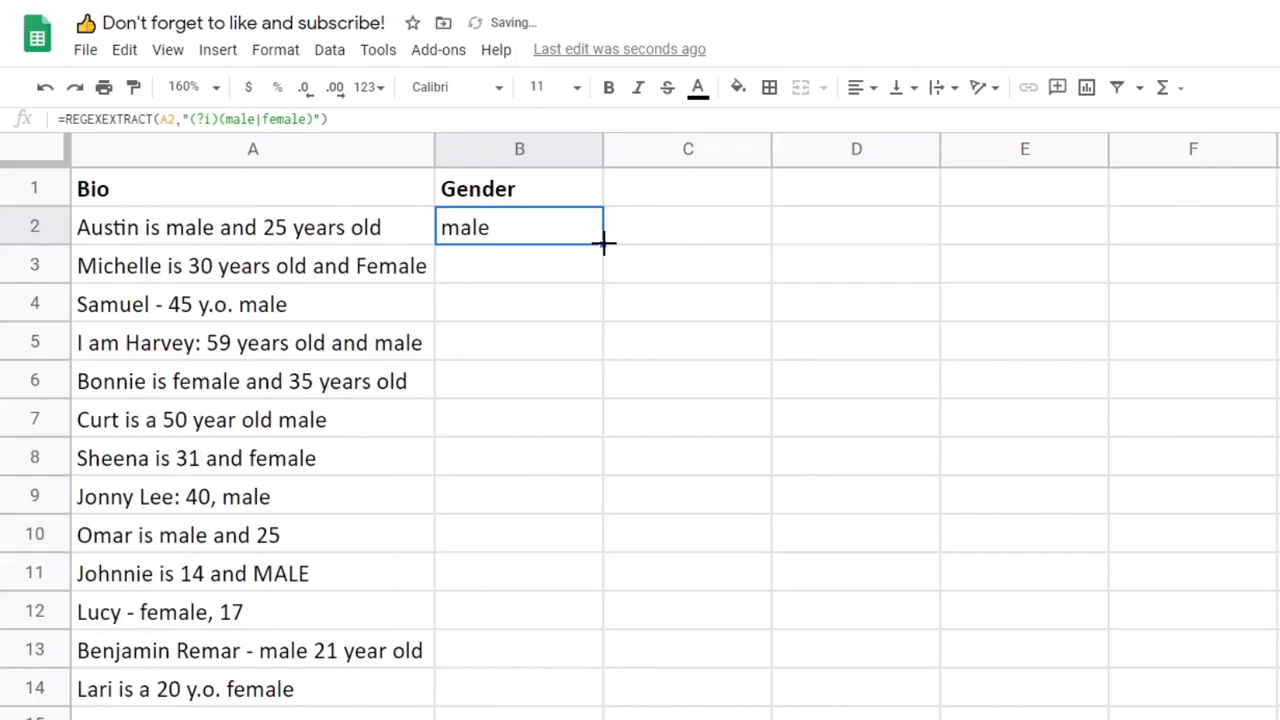 👍 Don't forget to like and subscribe! Saving...
File Edit View Insert Format Data Tools Add-ons Help Last edit was seconds ago
160% $ % .0 .00 123 Calibri 11 B I S A Σ
fx =REGEXEXTRACT(A2,"(?i)(male|female)")
A B C D E F
1 Bio Gender
2 Austin is male and 25 years old male
3 Michelle is 30 years old and Female
4 Samuel - 45 y.o. male
5 I am Harvey: 59 years old and male
6 Bonnie is female and 35 years old
7 Curt is a 50 year old male
8 Sheena is 31 and female
9 Jonny Lee: 40, male
10 Omar is male and 25
11 Johnnie is 14 and MALE
12 Lucy - female, 17
13 Benjamin Remar - male 21 year old
14 Lari is a 20 y.o. female
15